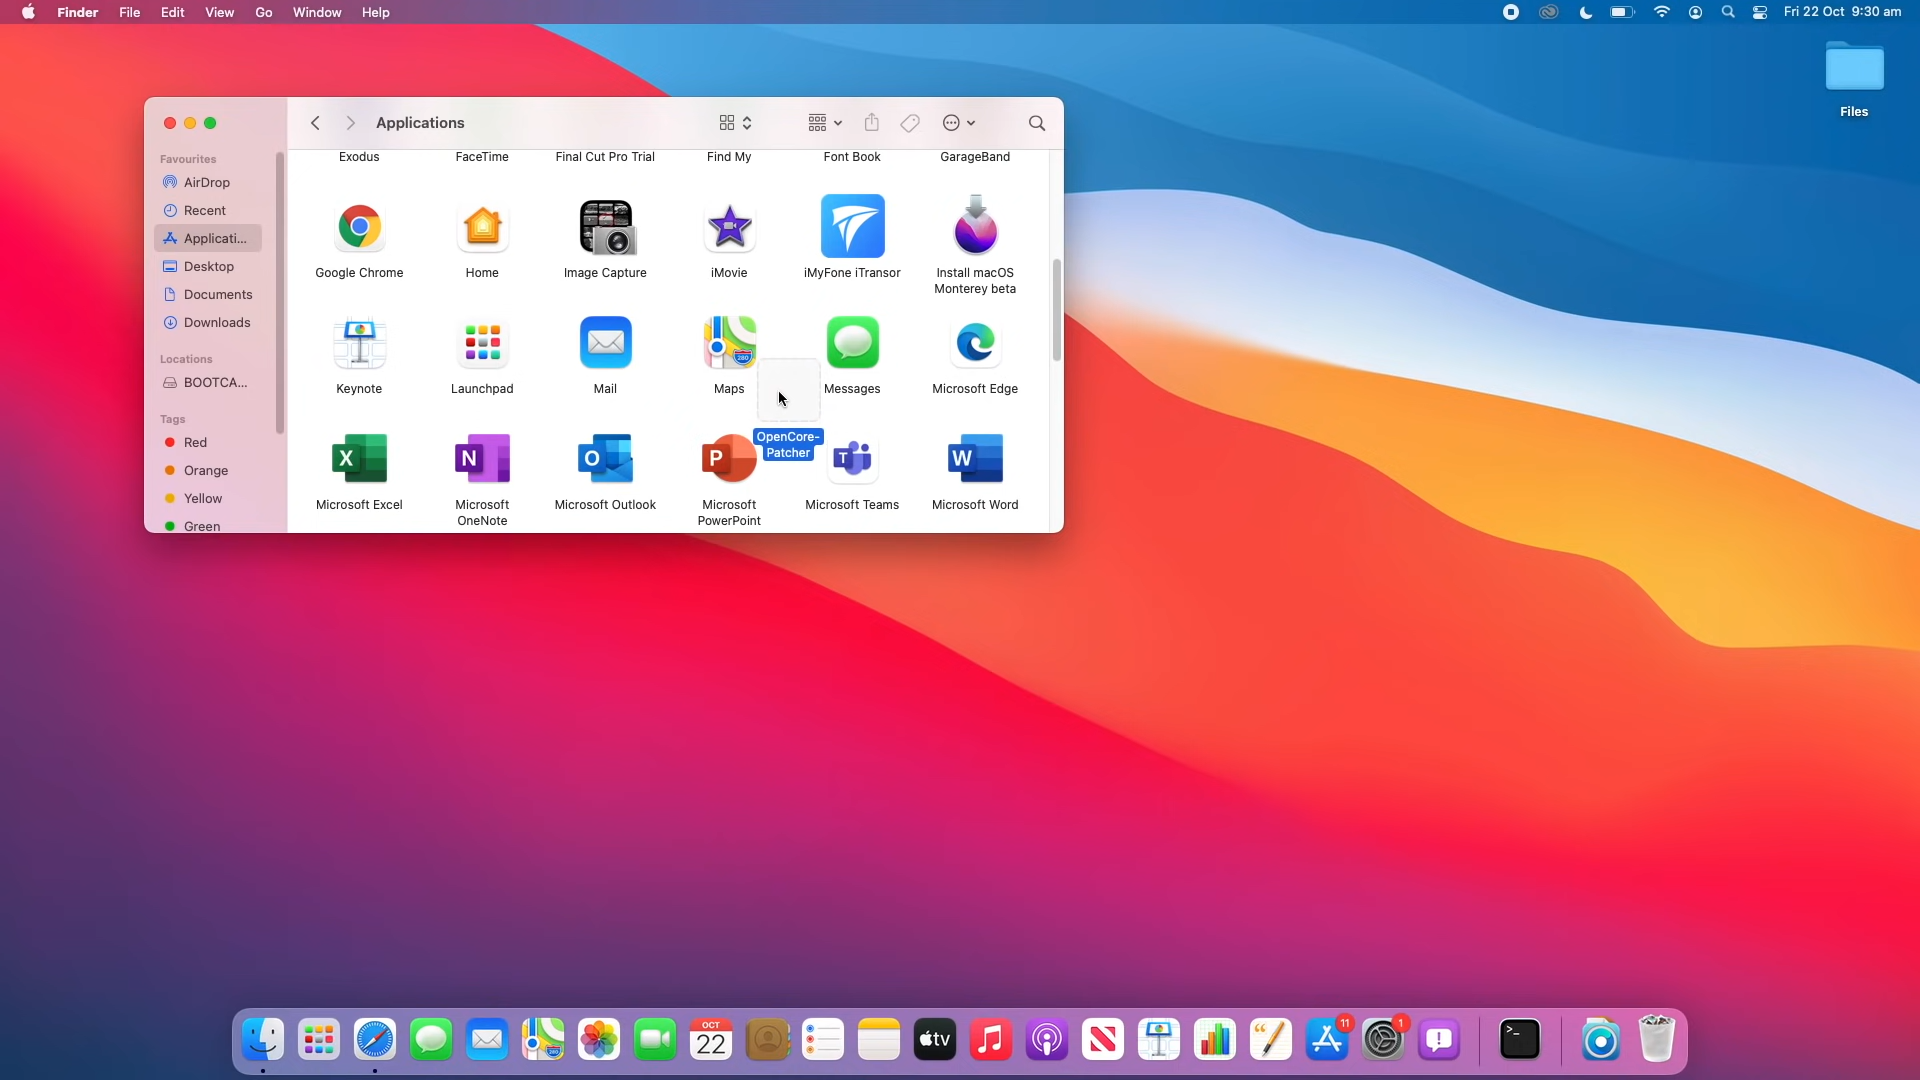 Finder File Edit View Go Window Help
Fri 22 Oct 9:30 am
Files
Applications
Favourites
AirDrop
Recent
Applicati...
Desktop
Documents
Downloads
Locations
BOOTCA...
Tags
Red
Orange
Yellow
Green
Exodus FaceTime Final Cut Pro Trial Find My Font Book GarageBand
Google Chrome Home Image Capture iMovie iMyFone iTransor Install macOS
Monterey beta
280
Keynote Launchpad Mail Maps Messages Microsoft Edge
OpenCore-
Patcher
X N O P T W
Microsoft Excel Microsoft
OneNote
Microsoft Outlook Microsoft
PowerPoint
Microsoft Teams Microsoft Word
280
OCT
22
tv
11
1
>_